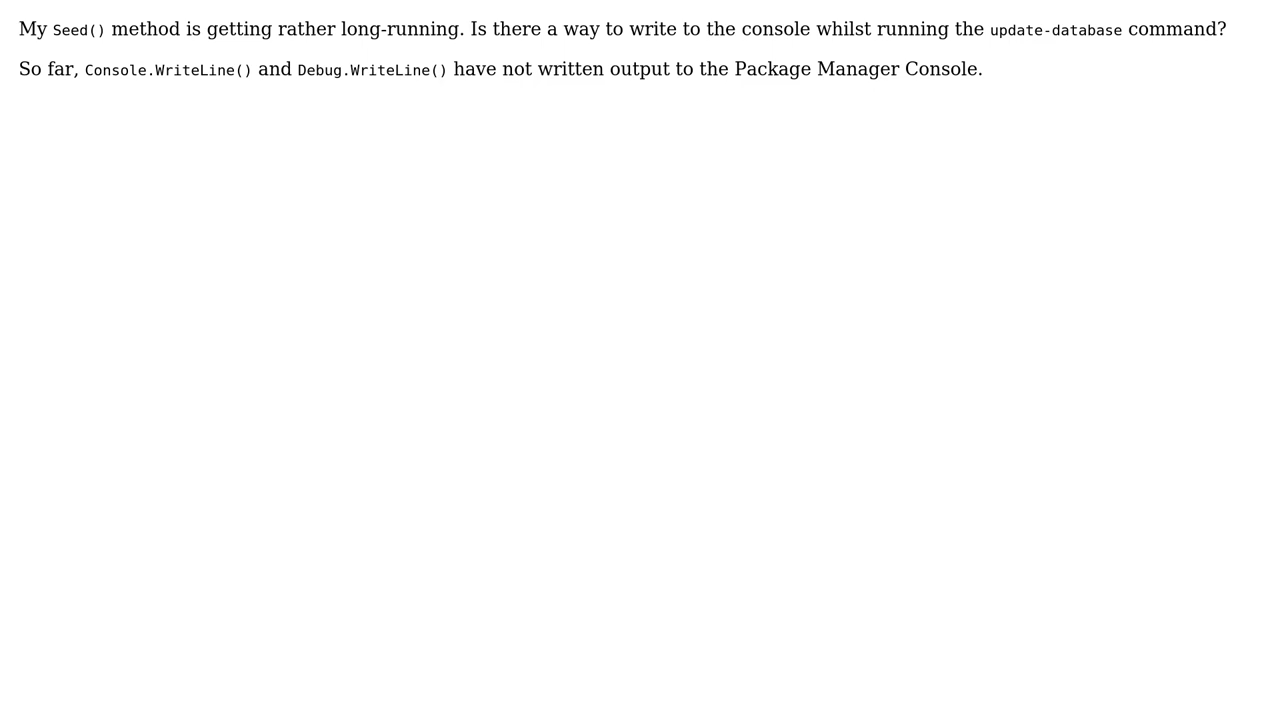 My Seed() method is getting rather long-running. Is there a way to write to the console whilst running the update-database command?
So far, Console.WriteLine() and Debug.WriteLine() have not written output to the Package Manager Console.